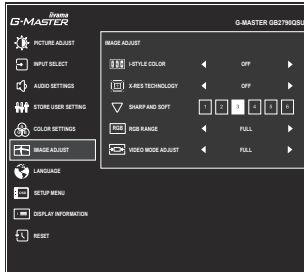 iiyama
G-MASTER
G-MASTER GB2790QSU
PICTURE ADJUST
INPUT SELECT
AUDIO SETTINGS
STORE USER SETTING
COLOR SETTINGS
IMAGE ADJUST
LANGUAGE
OSD SETUP MENU
DISPLAY INFORMATION
RESET
IMAGE ADJUST
I-STYLE COLOR OFF
X-RES TECHNOLOGY OFF
SHARP AND SOFT 1 2 3 4 5 6
RGB RGB RANGE FULL
VIDEO MODE ADJUST FULL